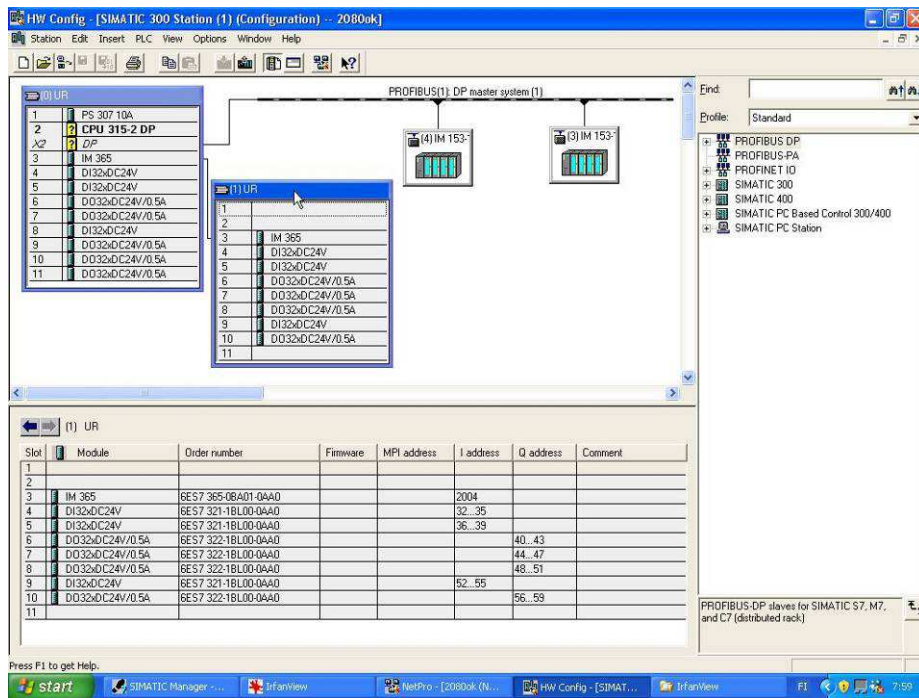 HW Config - [SIMATIC 300 Station (1) (Configuration) -- 2080ok]
Station Edit Insert PLC View Options Window Help
(0) UR
1 PS 307 10A
2 CPU 315-2 DP
X2 DP
3 IM 365
4 DI32xDC24V
5 DI32xDC24V
6 DO32xDC24V/0.5A
7 DO32xDC24V/0.5A
8 DI32xDC24V
9 DO32xDC24V/0.5A
10 DO32xDC24V/0.5A
11 DO32xDC24V/0.5A
PROFIBUS(1): DP master system (1)
(4) IM 153-
(3) IM 153-
(1) UR
1
2
3 IM 365
4 DI32xDC24V
5 DI32xDC24V
6 DO32xDC24V/0.5A
7 DO32xDC24V/0.5A
8 DO32xDC24V/0.5A
9 DI32xDC24V
10 DO32xDC24V/0.5A
11
Find:
Profile: Standard
PROFIBUS DP
PROFIBUS-PA
PROFINET IO
SIMATIC 300
SIMATIC 400
SIMATIC PC Based Control 300/400
SIMATIC PC Station
(1) UR
Slot Module Order number Firmware MPI address I address Q address Comment
1
2
3 IM 365 6ES7 365-0BA01-0AA0 2004
4 DI32xDC24V 6ES7 321-1BL00-0AA0 32...35
5 DI32xDC24V 6ES7 321-1BL00-0AA0 36...39
6 DO32xDC24V/0.5A 6ES7 322-1BL00-0AA0 40...43
7 DO32xDC24V/0.5A 6ES7 322-1BL00-0AA0 44...47
8 DO32xDC24V/0.5A 6ES7 322-1BL00-0AA0 48...51
9 DI32xDC24V 6ES7 321-1BL00-0AA0 52...55
10 DO32xDC24V/0.5A 6ES7 322-1BL00-0AA0 56...59
11
PROFIBUS-DP slaves for SIMATIC S7, M7,
and C7 (distributed rack)
Press F1 to get Help.
start SIMATIC Manager -... IrfanView NetPro - [2080ok (N... HW Config - [SIMAT... IrfanView FI 7:59